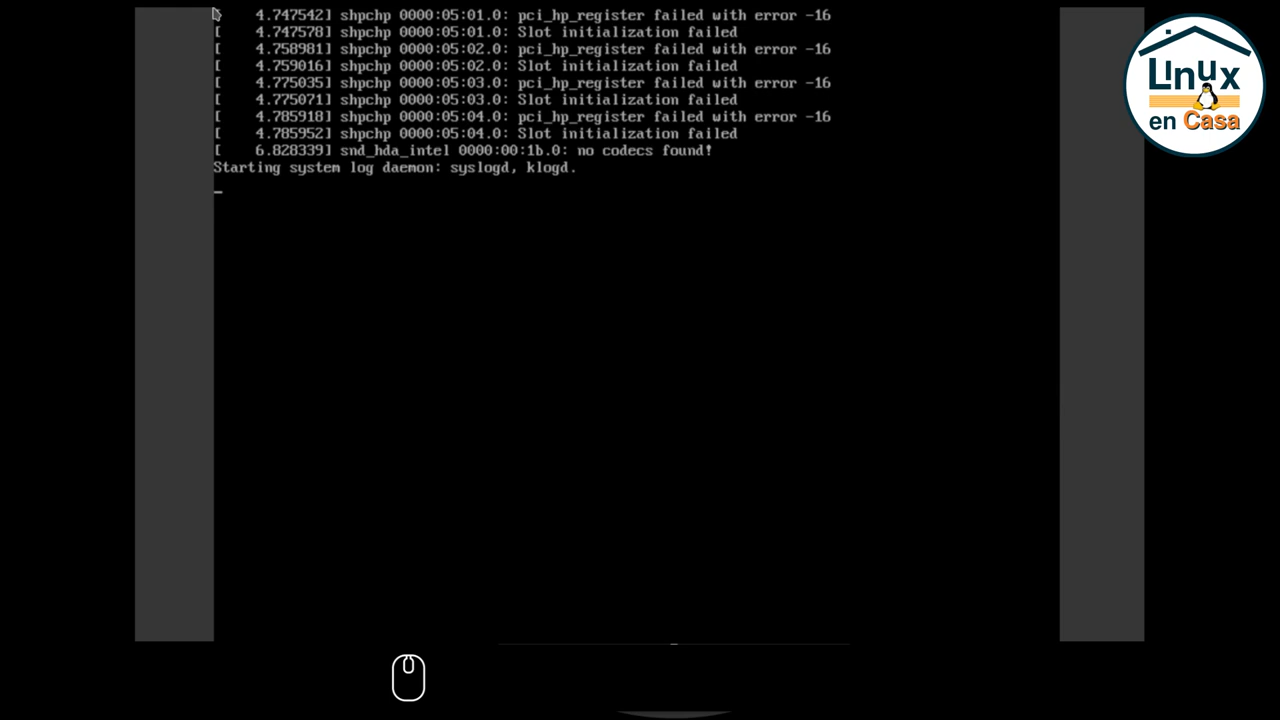 [    4.747542] shpchp 0000:05:01.0: pci_hp_register failed with error -16
[    4.747578] shpchp 0000:05:01.0: Slot initialization failed
[    4.758981] shpchp 0000:05:02.0: pci_hp_register failed with error -16
[    4.759016] shpchp 0000:05:02.0: Slot initialization failed
[    4.775035] shpchp 0000:05:03.0: pci_hp_register failed with error -16
[    4.775071] shpchp 0000:05:03.0: Slot initialization failed
[    4.785918] shpchp 0000:05:04.0: pci_hp_register failed with error -16
[    4.785952] shpchp 0000:05:04.0: Slot initialization failed
[    6.828339] snd_hda_intel 0000:00:1b.0: no codecs found!
Starting system log daemon: syslogd, klogd.
_
Linux
en Casa